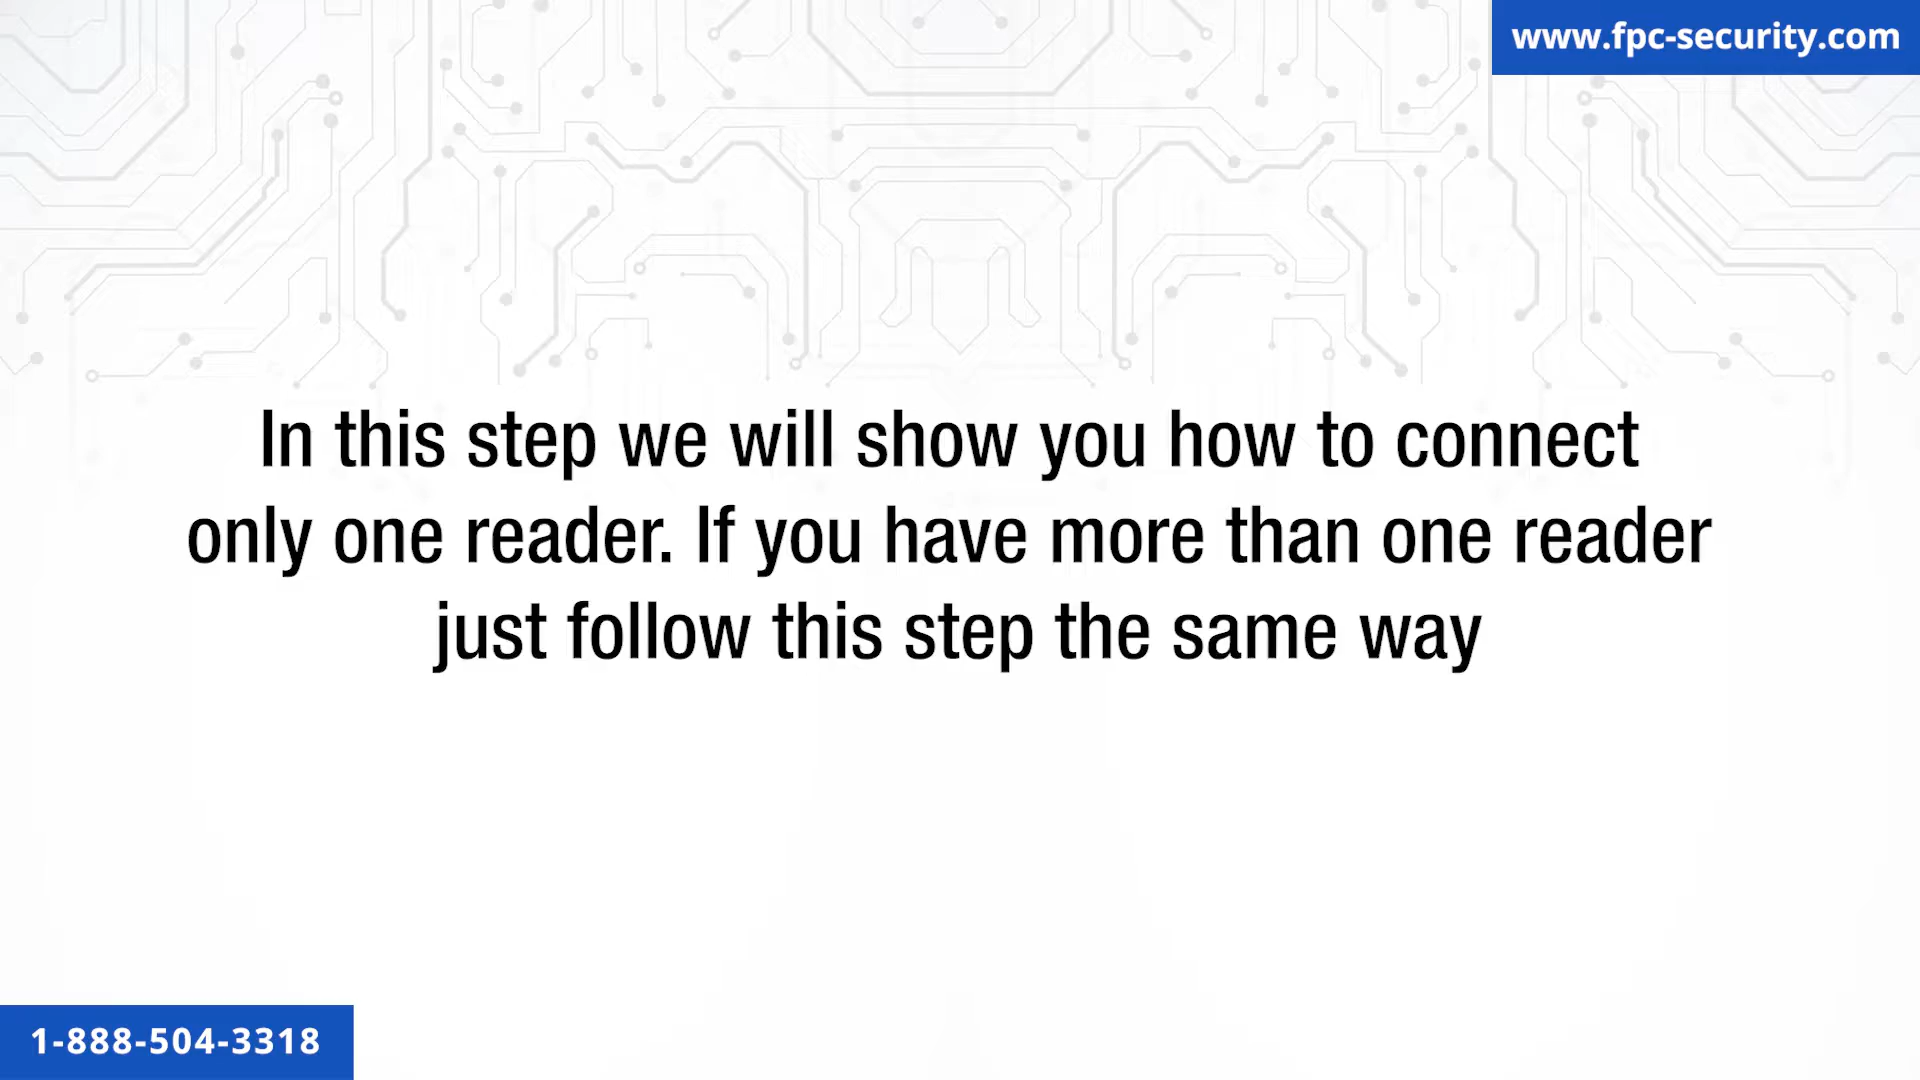 www.fpc-security.com
In this step we will show you how to connect
only one reader. If you have more than one reader
just follow this step the same way
1-888-504-3318